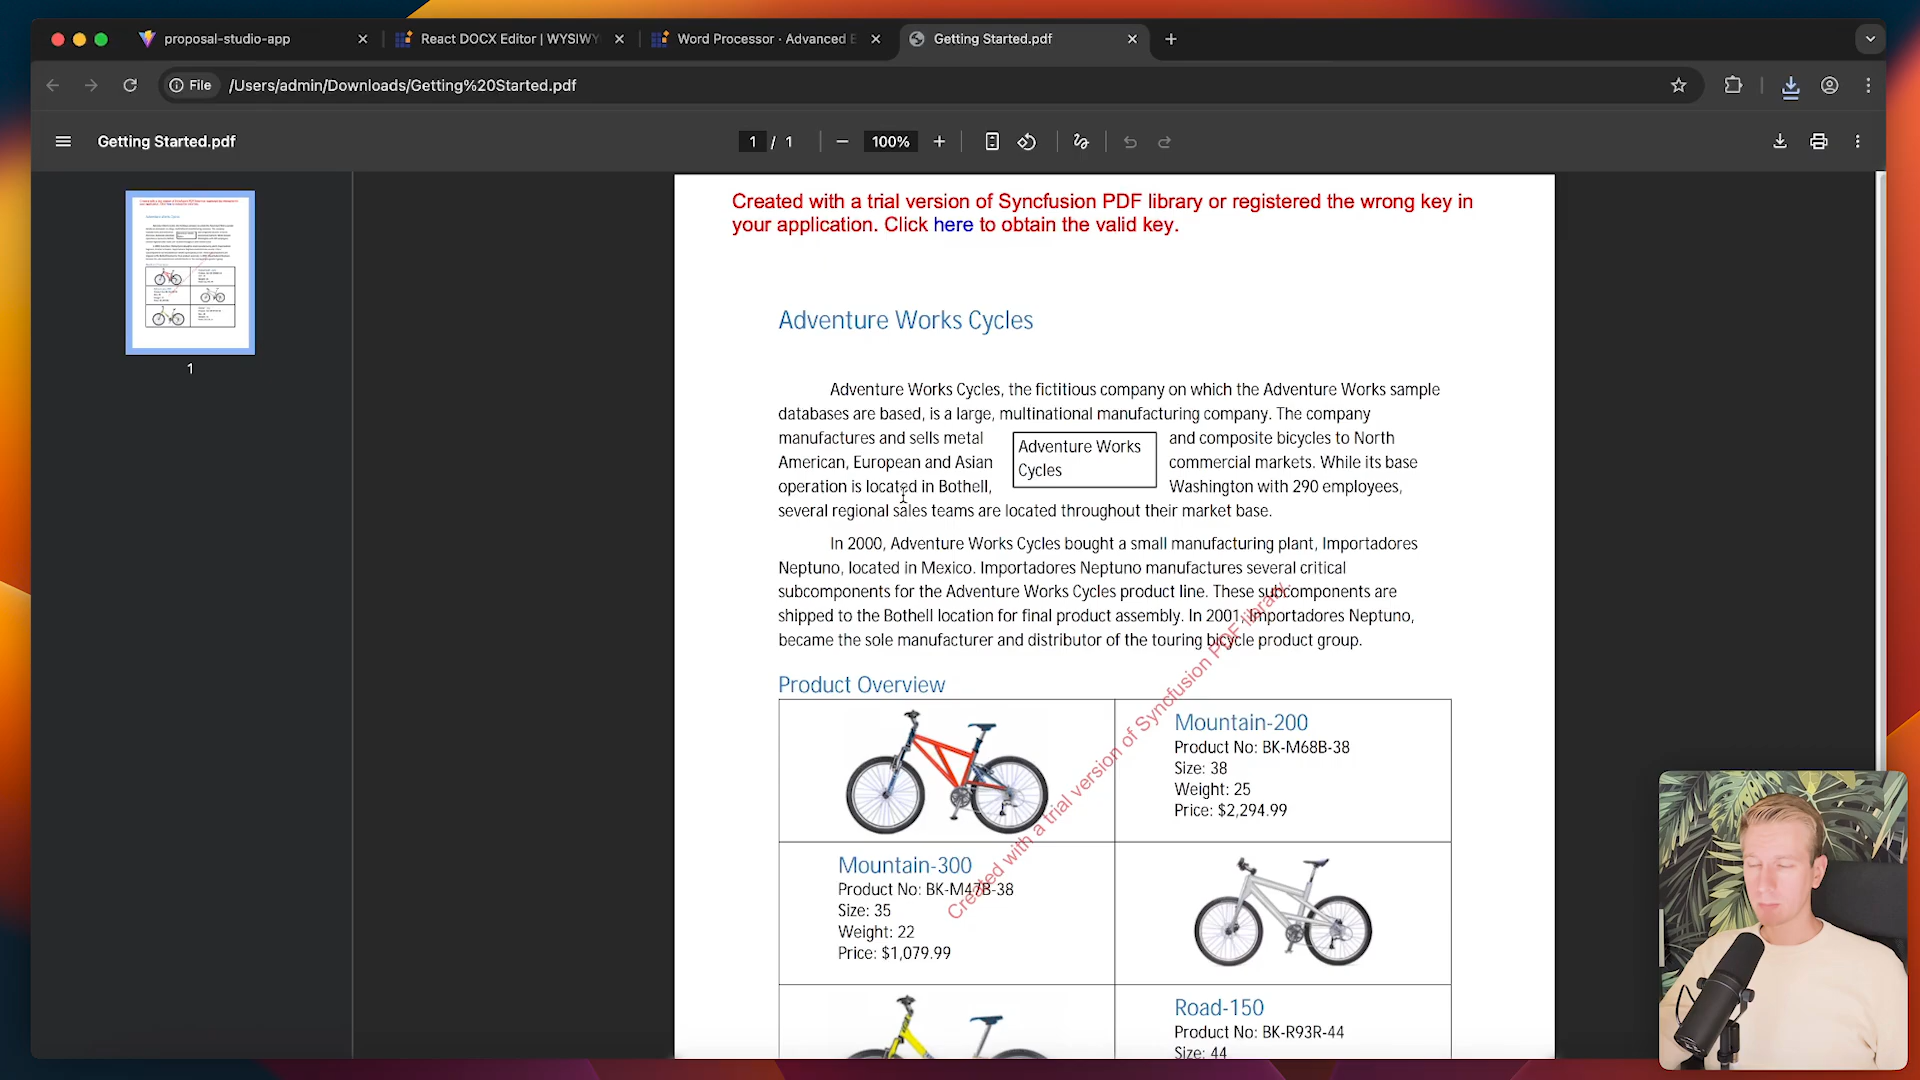 proposal-studio-app
React DOCX Editor | WYSIWY
Word Processor · Advanced E
Getting Started.pdf
File
/Users/admin/Downloads/Getting%20Started.pdf
Getting Started.pdf
1 / 1
100%
1
Created with a trial version of Syncfusion PDF library or registered the wrong key in
your application. Click here to obtain the valid key.
Adventure Works Cycles
Adventure Works Cycles, the fictitious company on which the Adventure Works sample
databases are based, is a large, multinational manufacturing company. The company
manufactures and sells metal and composite bicycles to North
American, European and Asian commercial markets. While its base
operation is located in Bothell, Washington with 290 employees,
several regional sales teams are located throughout their market base.
Adventure Works
Cycles
In 2000, Adventure Works Cycles bought a small manufacturing plant, Importadores
Neptuno, located in Mexico. Importadores Neptuno manufactures several critical
subcomponents for the Adventure Works Cycles product line. These subcomponents are
shipped to the Bothell location for final product assembly. In 2001, Importadores Neptuno,
became the sole manufacturer and distributor of the touring bicycle product group.
Created with a trial version of Syncfusion PDF library.
Product Overview
Mountain-200
Product No: BK-M68B-38
Size: 38
Weight: 25
Price: $2,294.99
Mountain-300
Product No: BK-M47B-38
Size: 35
Weight: 22
Price: $1,079.99
Road-150
Product No: BK-R93R-44
Size: 44